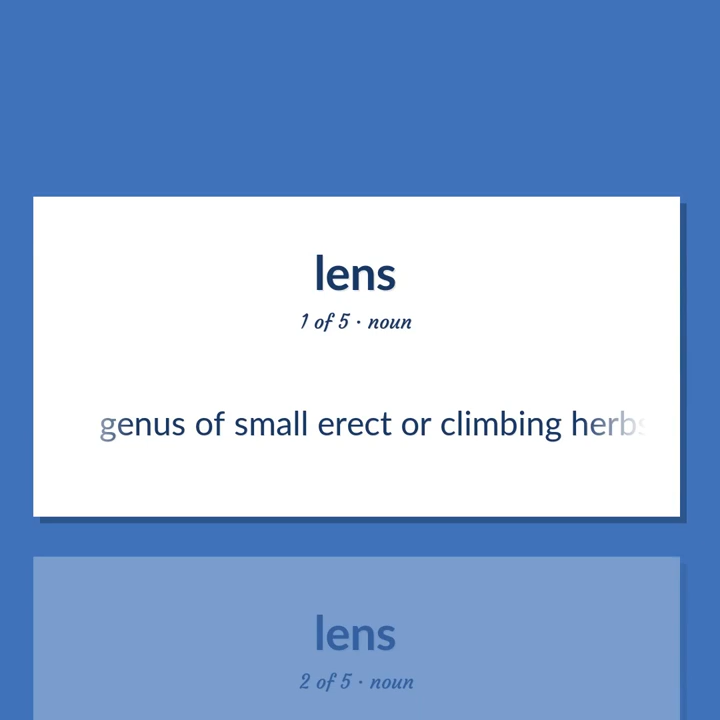 lens
1 of 5 · noun
genus of small erect or climbing herbs
lens
2 of 5 · noun